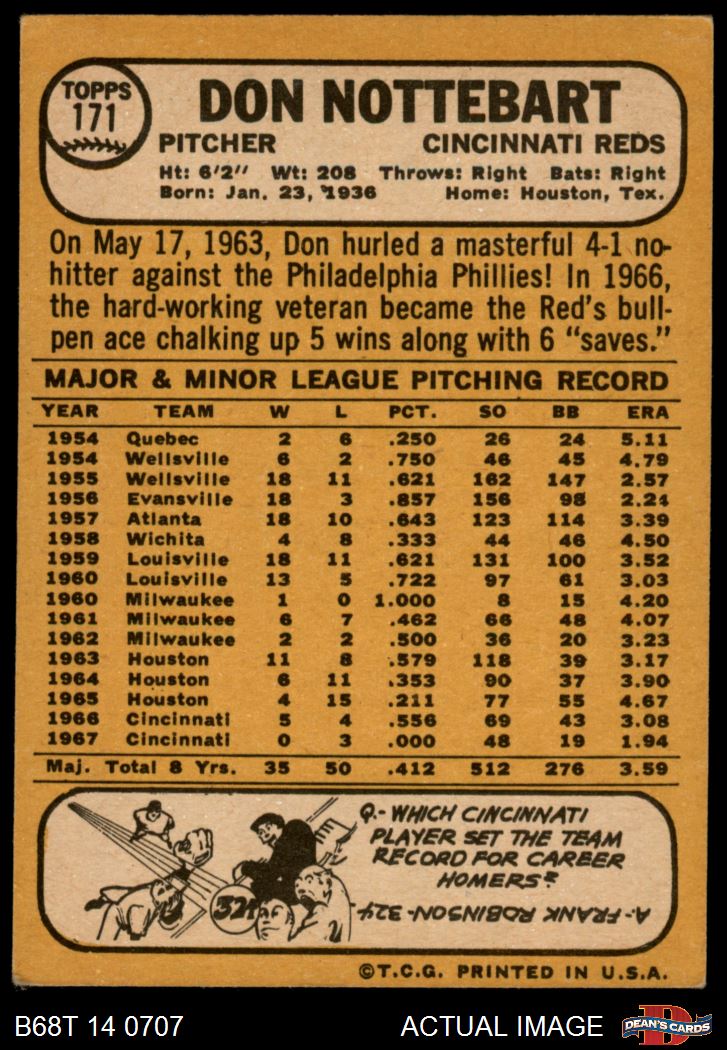 TOPPS
171
DON NOTTEBART
PITCHER CINCINNATI REDS
Ht: 6'2" Wt: 208 Throws: Right Bats: Right
Born: Jan. 23, 1936 Home: Houston, Tex.
On May 17, 1963, Don hurled a masterful 4-1 no-
hitter against the Philadelphia Phillies! In 1966,
the hard-working veteran became the Red's bull-
pen ace chalking up 5 wins along with 6 “saves.”
MAJOR & MINOR LEAGUE PITCHING RECORD
YEAR TEAM W L PCT. SO BB ERA
1954 Quebec 2 6 .250 26 24 5.11
1954 Wellsville 6 2 .750 46 45 4.79
1955 Wellsville 18 11 .621 162 147 2.57
1956 Evansville 18 3 .857 156 98 2.24
1957 Atlanta 18 10 .643 123 114 3.39
1958 Wichita 4 8 .333 44 46 4.50
1959 Louisville 18 11 .621 131 100 3.52
1960 Louisville 13 5 .722 97 61 3.03
1960 Milwaukee 1 0 1.000 8 15 4.20
1961 Milwaukee 6 7 .462 66 48 4.07
1962 Milwaukee 2 2 .500 36 20 3.23
1963 Houston 11 8 .579 118 39 3.17
1964 Houston 6 11 .353 90 37 3.90
1965 Houston 4 15 .211 77 55 4.67
1966 Cincinnati 5 4 .556 69 43 3.08
1967 Cincinnati 0 3 .000 48 19 1.94
Maj. Total 8 Yrs. 35 50 .412 512 276 3.59
Q.- WHICH CINCINNATI
PLAYER SET THE TEAM
RECORD FOR CAREER
HOMERS?
324
A-FRANK ROBINSON-324
©T.C.G. PRINTED IN U.S.A.
B68T 14 0707 ACTUAL IMAGE
D
DEAN'S CARDS